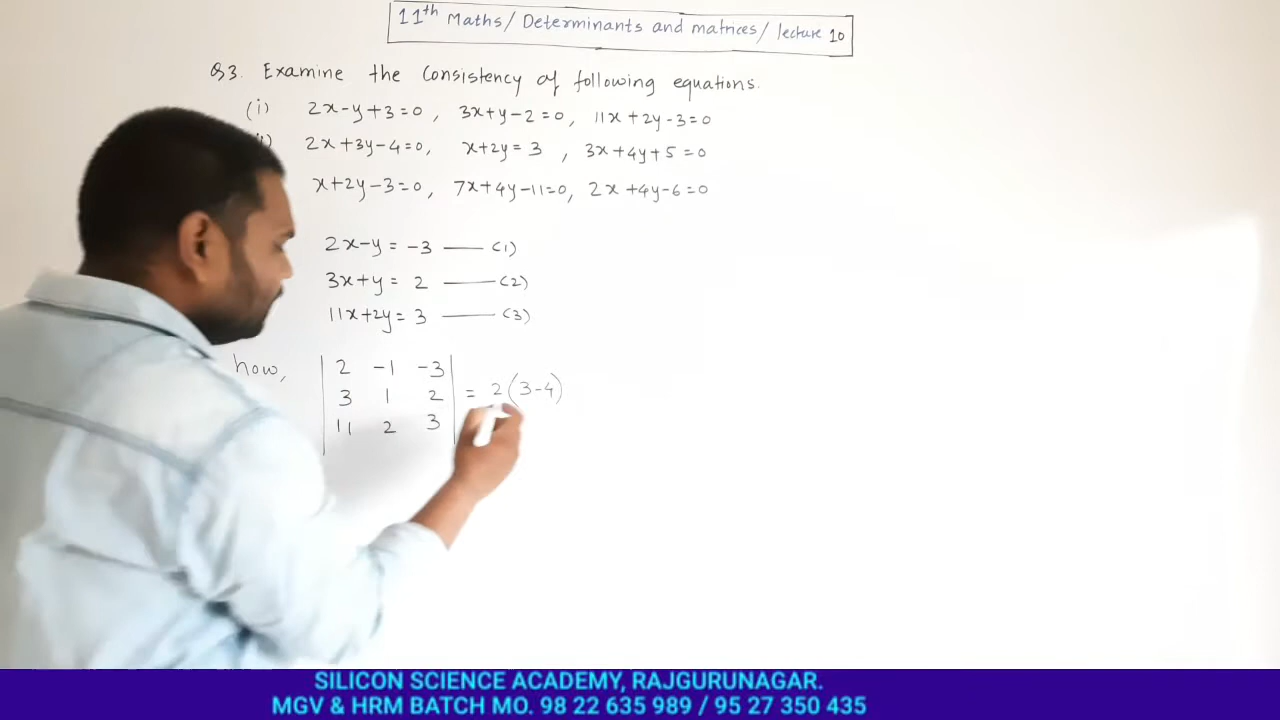 11th Maths/ Determinants and matrices/ lecture 10
Q3. Examine the Consistency of following equations.
(i) 2x-y+3=0, 3x+y-2=0, 11x+2y-3=0
2x+3y-4=0, x+2y=3, 3x+4y+5=0
x+2y-3=0, 7x+4y-11=0, 2x+4y-6=0
2x-y = -3 —— (1)
3x+y = 2 —— (2)
11x+2y = 3 —— (3)
now,
| 2 -1 -3 |
| 3 1 2 | = 2(3-4)
| 11 2 3 |
SILICON SCIENCE ACADEMY, RAJGURUNAGAR.
MGV & HRM BATCH MO. 98 22 635 989 / 95 27 350 435